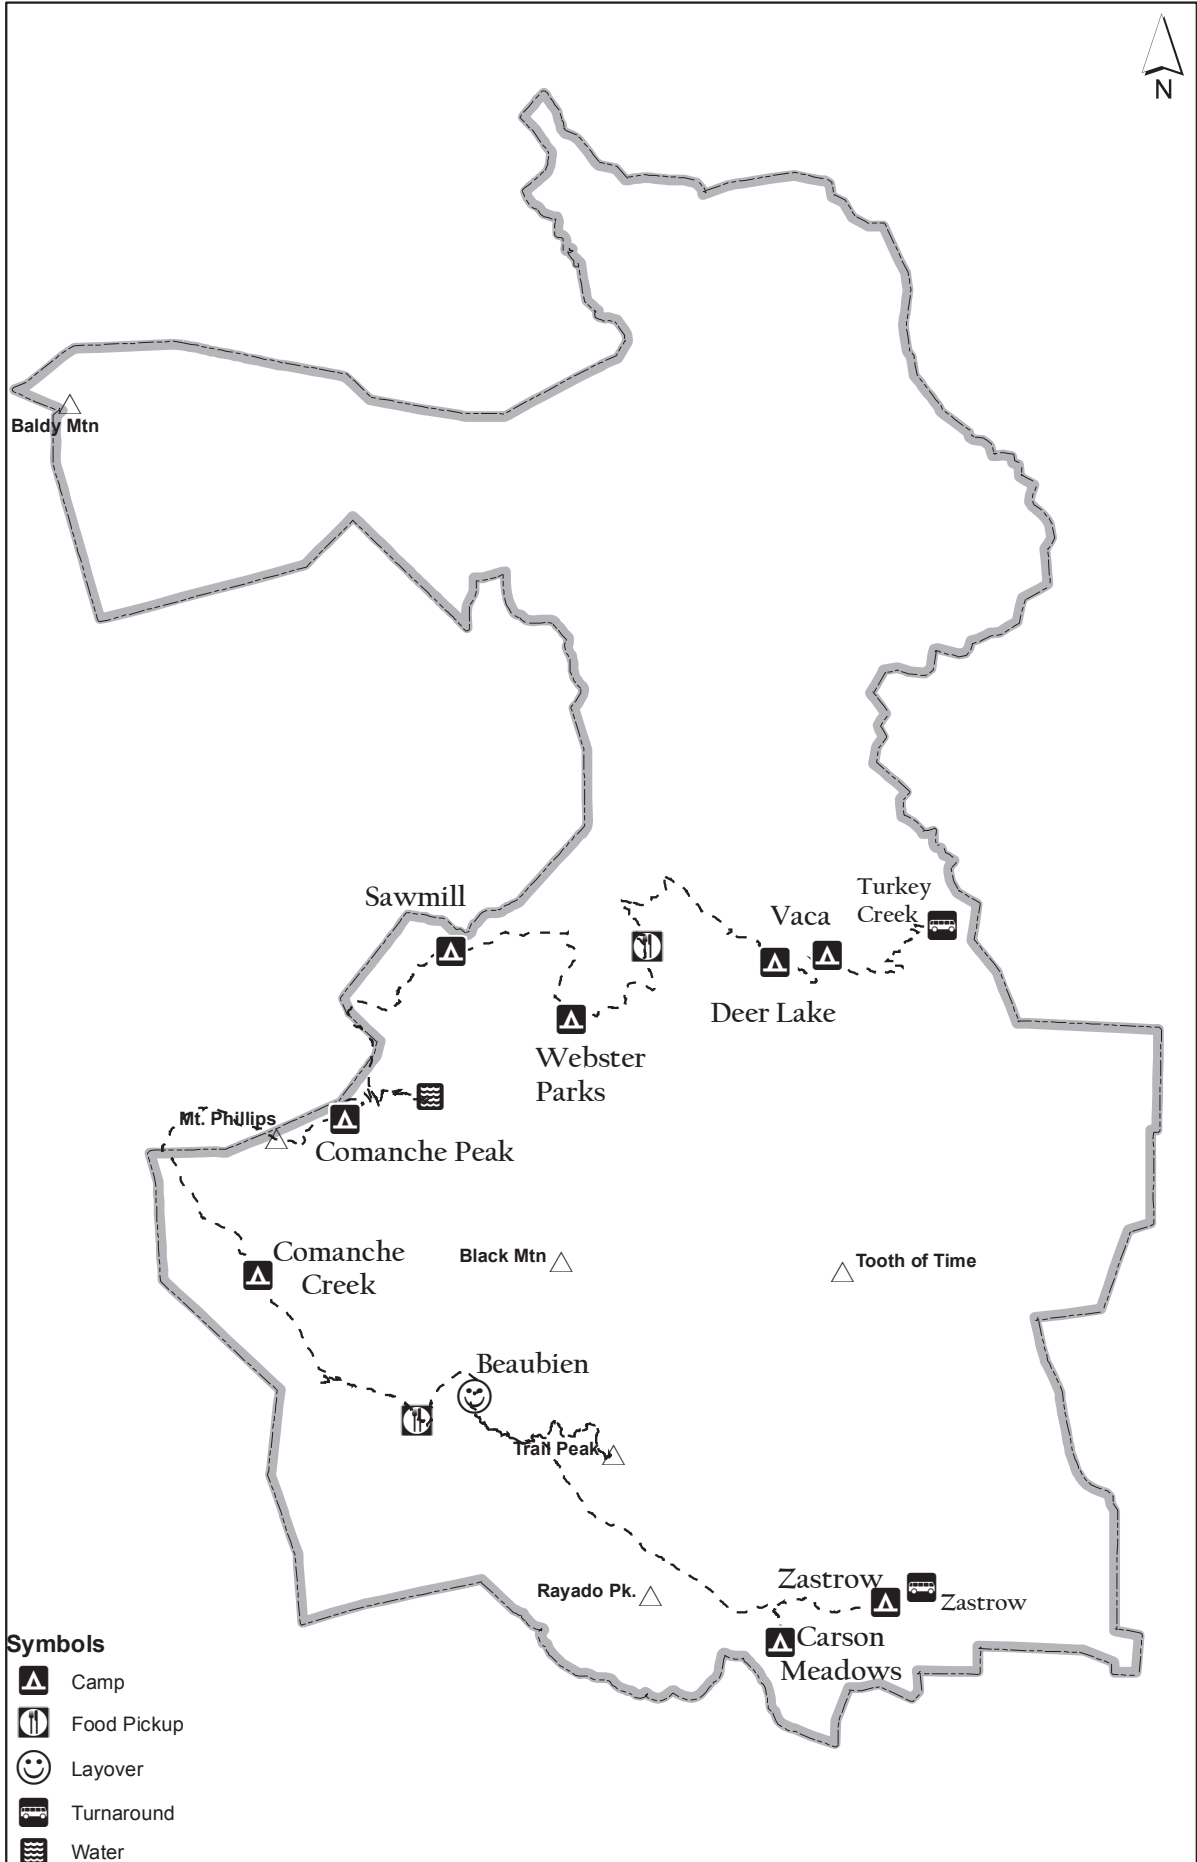 N
Baldy Mtn
Sawmill
Turkey
Creek
Vaca
Deer Lake
Webster
Parks
Mt. Phillips
Comanche Peak
Comanche
Creek
Black Mtn
Tooth of Time
Beaubien
Trail Peak
Rayado Pk.
Zastrow
Zastrow
Carson
Meadows
Symbols
Camp
Food Pickup
Layover
Turnaround
Water